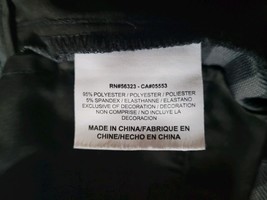 RN#56323 - CA#05553
95% POLYESTER / POLYESTER / POLIESTER
5% SPANDEX / ELASTHANNE / ELASTANO
EXCLUSIVE OF DECORATION / DECORATION
NON COMPRISE / NO INCLUYE LA
DECORACION
MADE IN CHINA/FABRIQUE EN
CHINE/HECHO EN CHINA